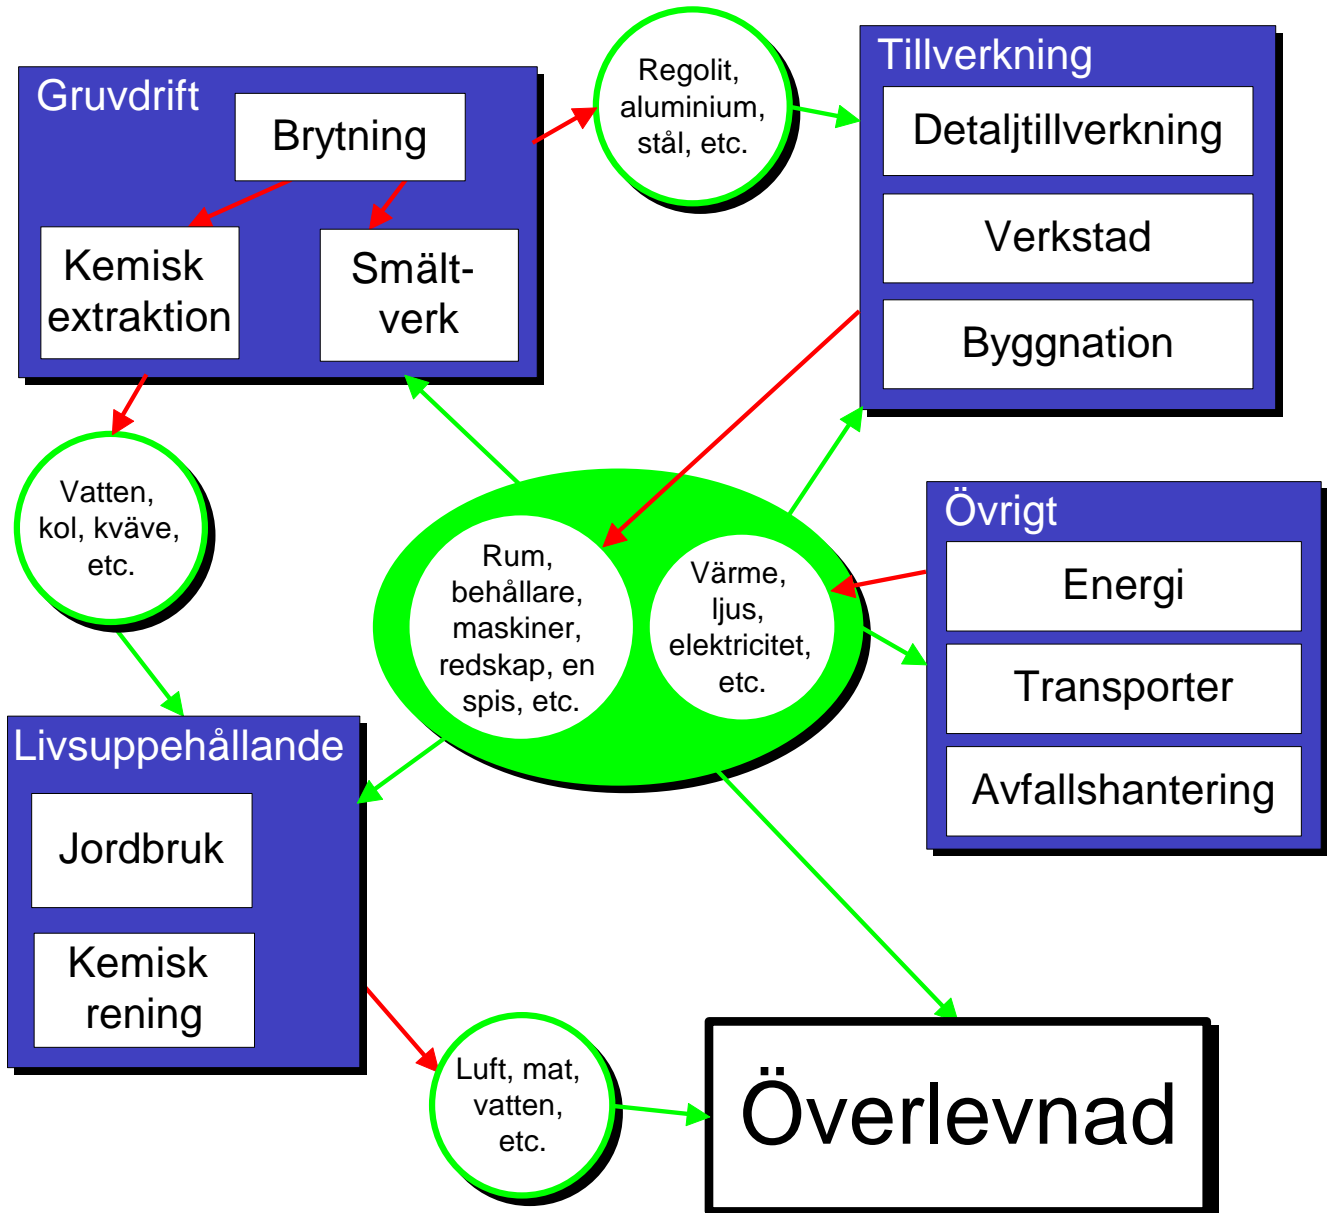 Gruvdrift
Brytning
Kemisk
extraktion
Smält-
verk
Regolit,
aluminium,
stål, etc.
Tillverkning
Detaljtillverkning
Verkstad
Byggnation
Vatten,
kol, kväve,
etc.
Rum,
behållare,
maskiner,
redskap, en
spis, etc.
Värme,
ljus,
elektricitet,
etc.
Övrigt
Energi
Transporter
Avfallshantering
Livsuppehållande
Jordbruk
Kemisk
rening
Luft, mat,
vatten,
etc.
Överlevnad